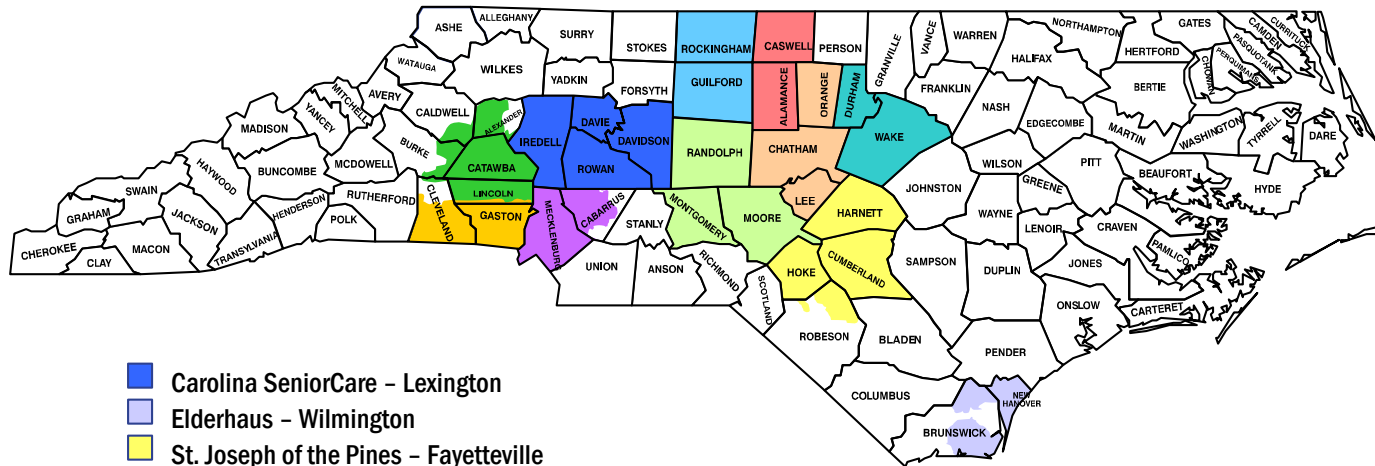 ASHE
ALLEGHANY
SURRY
STOKES
ROCKINGHAM
CASWELL
PERSON
GRANVILLE
VANCE
WARREN
NORTHAMPTON
GATES
CURRITUCK
CAMDEN
PASQUOTANK
PERQUIMANS
CHOWAN
HERTFORD
HALIFAX
BERTIE
WATAUGA
WILKES
YADKIN
FORSYTH
GUILFORD
ALAMANCE
ORANGE
DURHAM
FRANKLIN
NASH
EDGECOMBE
MARTIN
WASHINGTON
TYRRELL
DARE
MITCHELL
AVERY
YANCEY
CALDWELL
ALEXANDER
IREDELL
DAVIE
DAVIDSON
RANDOLPH
CHATHAM
WAKE
WILSON
PITT
BEAUFORT
HYDE
MADISON
BURKE
MCDOWELL
CATAWBA
ROWAN
JOHNSTON
GREENE
HAYWOOD
BUNCOMBE
SWAIN
RUTHERFORD
CLEVELAND
LINCOLN
GASTON
MECKLENBURG
CABARRUS
STANLY
MONTGOMERY
MOORE
LEE
HARNETT
WAYNE
LENOIR
CRAVEN
PAMLICO
GRAHAM
JACKSON
HENDERSON
POLK
TRANSYLVANIA
CHEROKEE
CLAY
MACON
UNION
ANSON
RICHMOND
SCOTLAND
HOKE
CUMBERLAND
SAMPSON
DUPLIN
JONES
ONSLOW
CARTERET
ROBESON
BLADEN
PENDER
COLUMBUS
NEW
HANOVER
BRUNSWICK
Carolina SeniorCare – Lexington
Elderhaus – Wilmington
St. Joseph of the Pines – Fayetteville